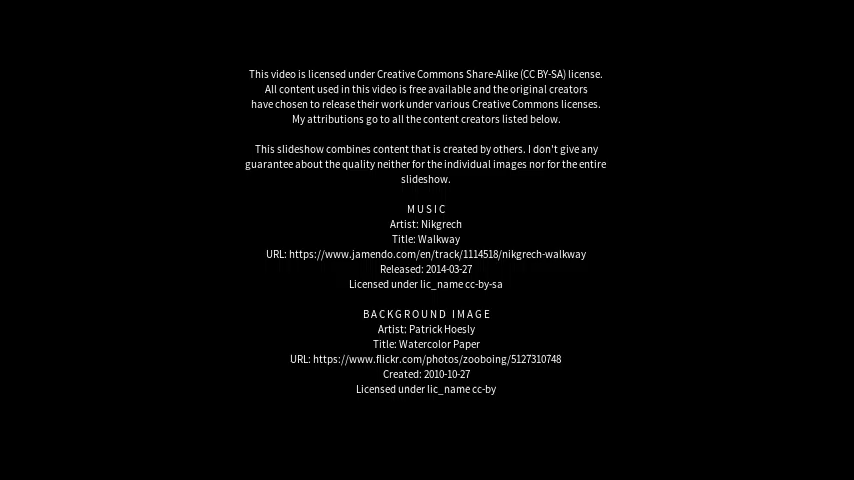 This video is licensed under Creative Commons Share-Alike (CC BY-SA) license.
All content used in this video is free available and the original creators
have chosen to release their work under various Creative Commons licenses.
My attributions go to all the content creators listed below.
This slideshow combines content that is created by others. I don't give any
guarantee about the quality neither for the individual images nor for the entire
slideshow.
MUSIC
Artist: Nikgrech
Title: Walkway
URL: https://www.jamendo.com/en/track/1114518/nikgrech-walkway
Released: 2014-03-27
Licensed under lic_name cc-by-sa
BACKGROUND IMAGE
Artist: Patrick Hoesly
Title: Watercolor Paper
URL: https://www.flickr.com/photos/zooboing/5127310748
Created: 2010-10-27
Licensed under lic_name cc-by